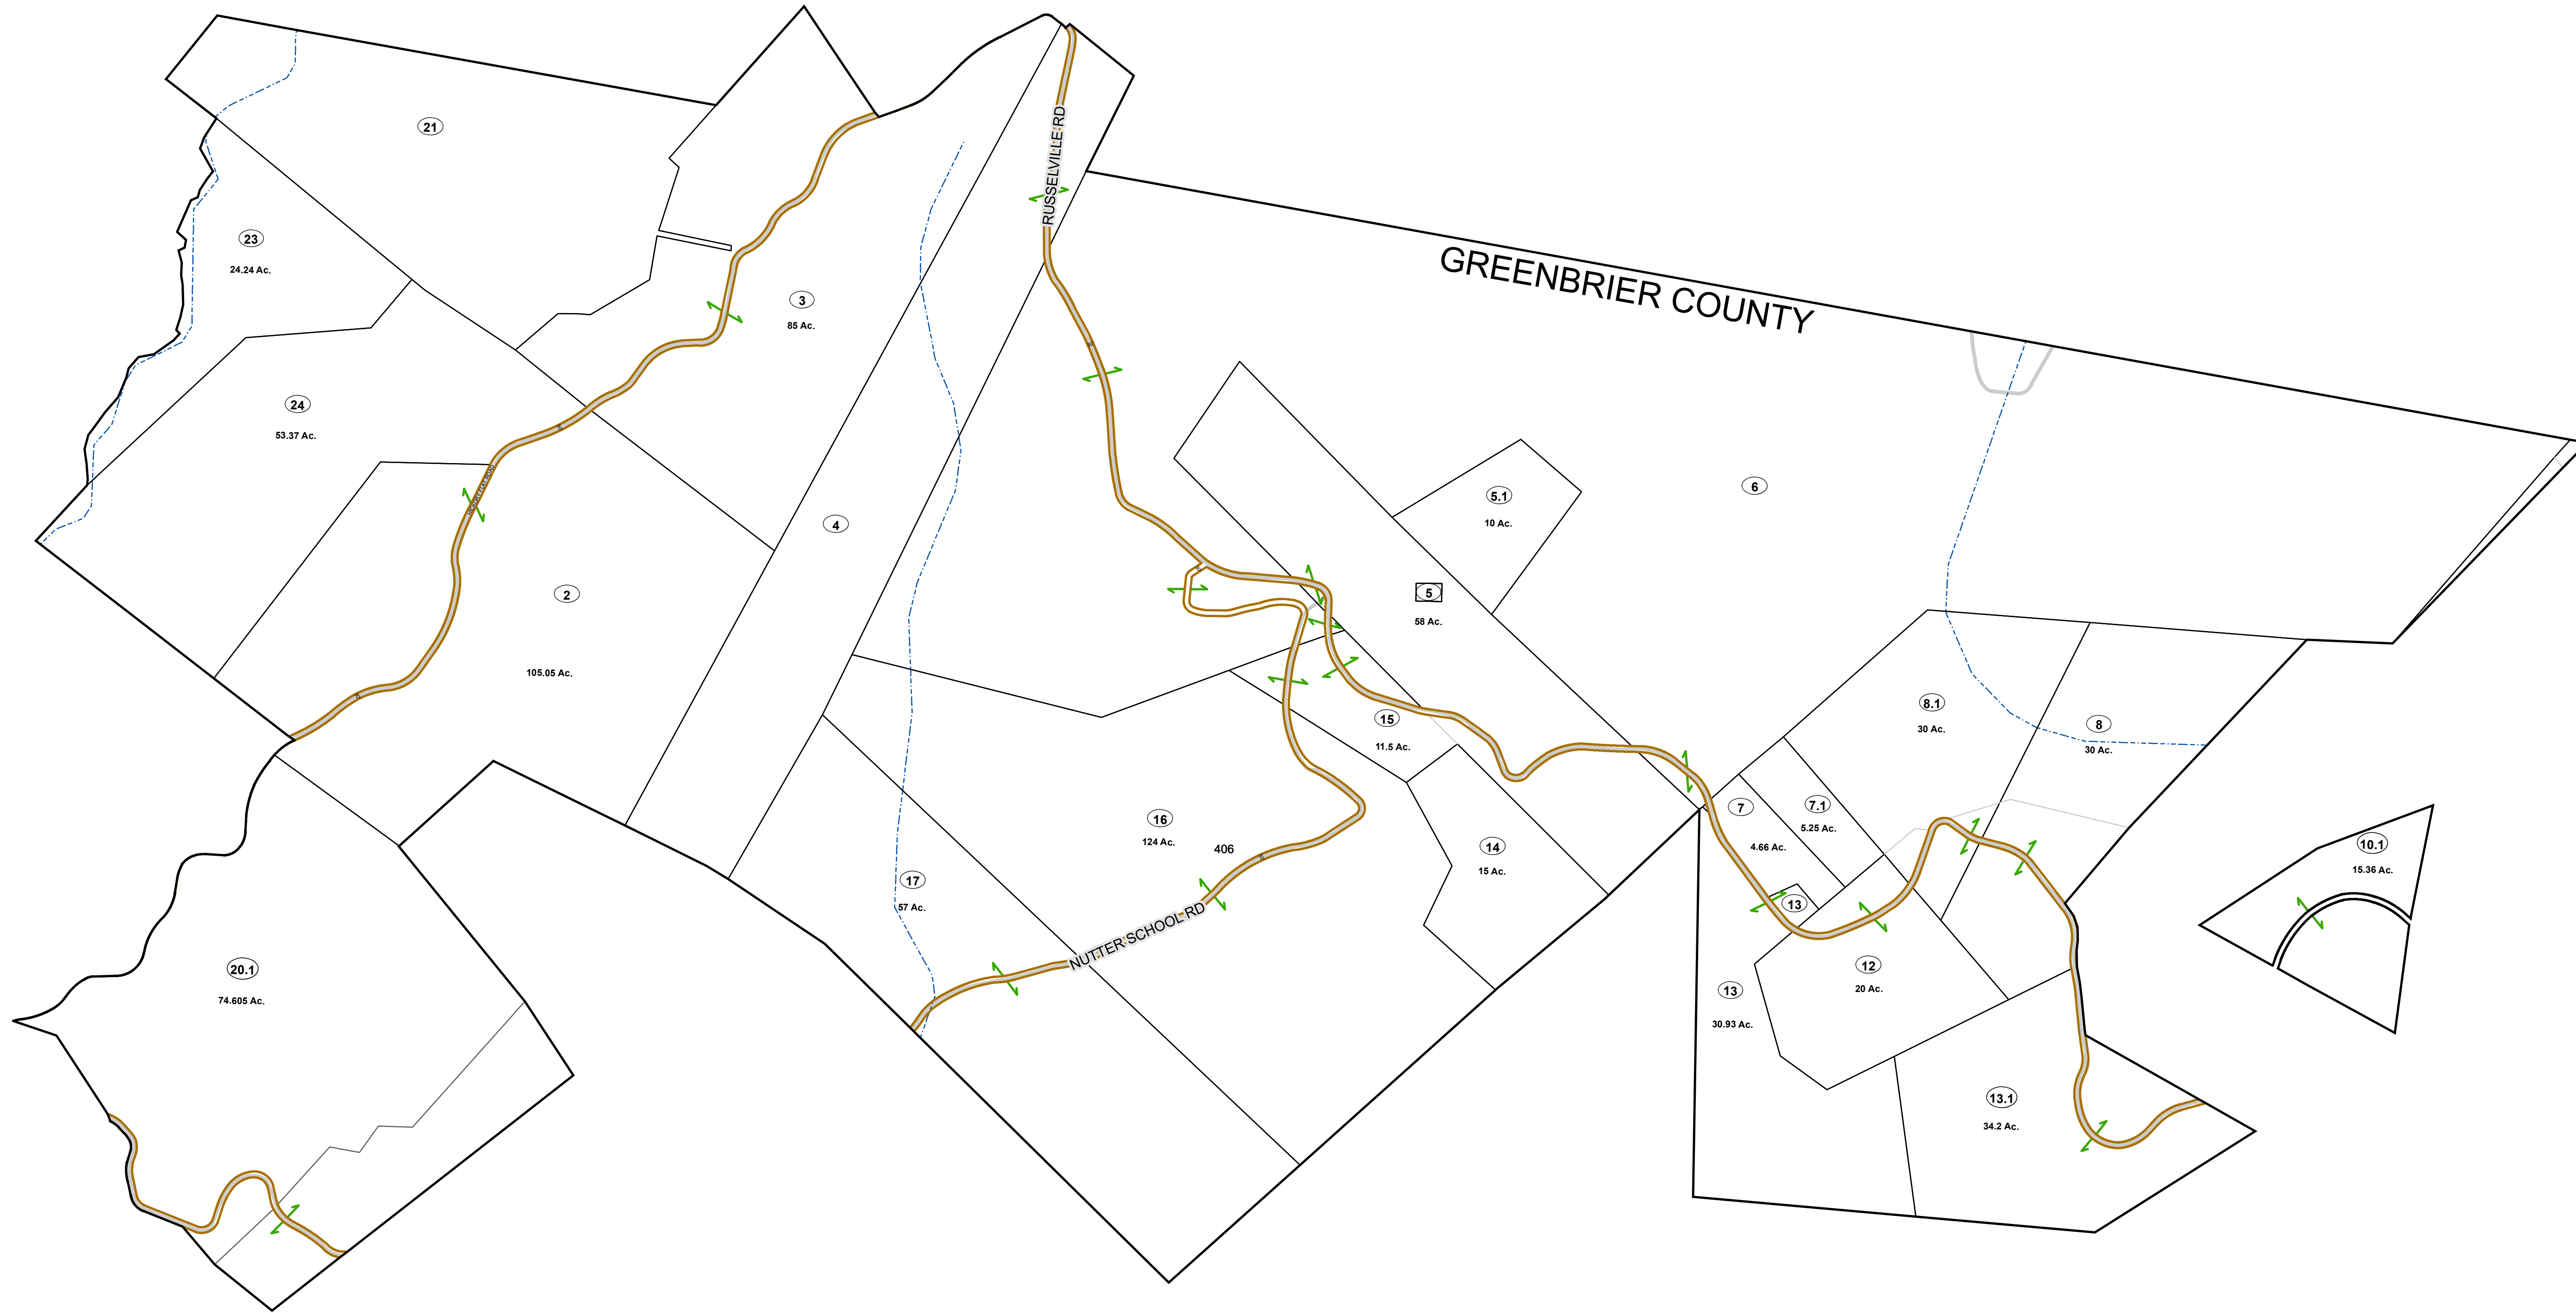 21
RUSSELVILLE RD
23
24.24 Ac.
GREENBRIER COUNTY
3
85 Ac.
24
53.37 Ac.
6
5.1
10 Ac.
4
2
105.05 Ac.
5
58 Ac.
8.1
30 Ac.
8
30 Ac.
15
11.5 Ac.
7
4.66 Ac.
7.1
5.25 Ac.
16
124 Ac.
406
14
15 Ac.
10.1
15.36 Ac.
17
57 Ac.
13
NUTTER SCHOOL RD
20.1
74.605 Ac.
12
20 Ac.
13
30.93 Ac.
13.1
34.2 Ac.